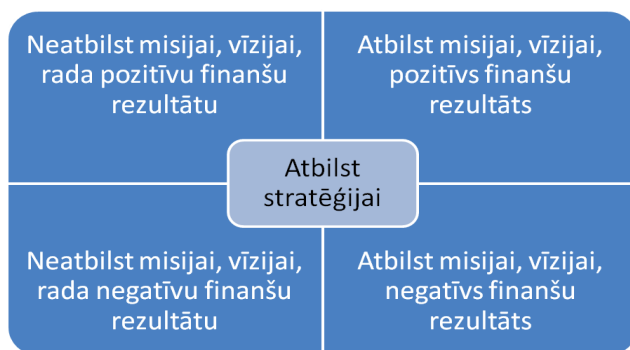 Neatbilst misijai, vīzijai,
rada pozitīvu finanšu
rezultātu
Atbilst misijai, vīzijai,
pozitīvs finanšu
rezultāts
Atbilst
stratēģijai
Neatbilst misijai, vīzijai,
rada negatīvu finanšu
rezultātu
Atbilst misijai, vīzijai,
negatīvs finanšu
rezultāts